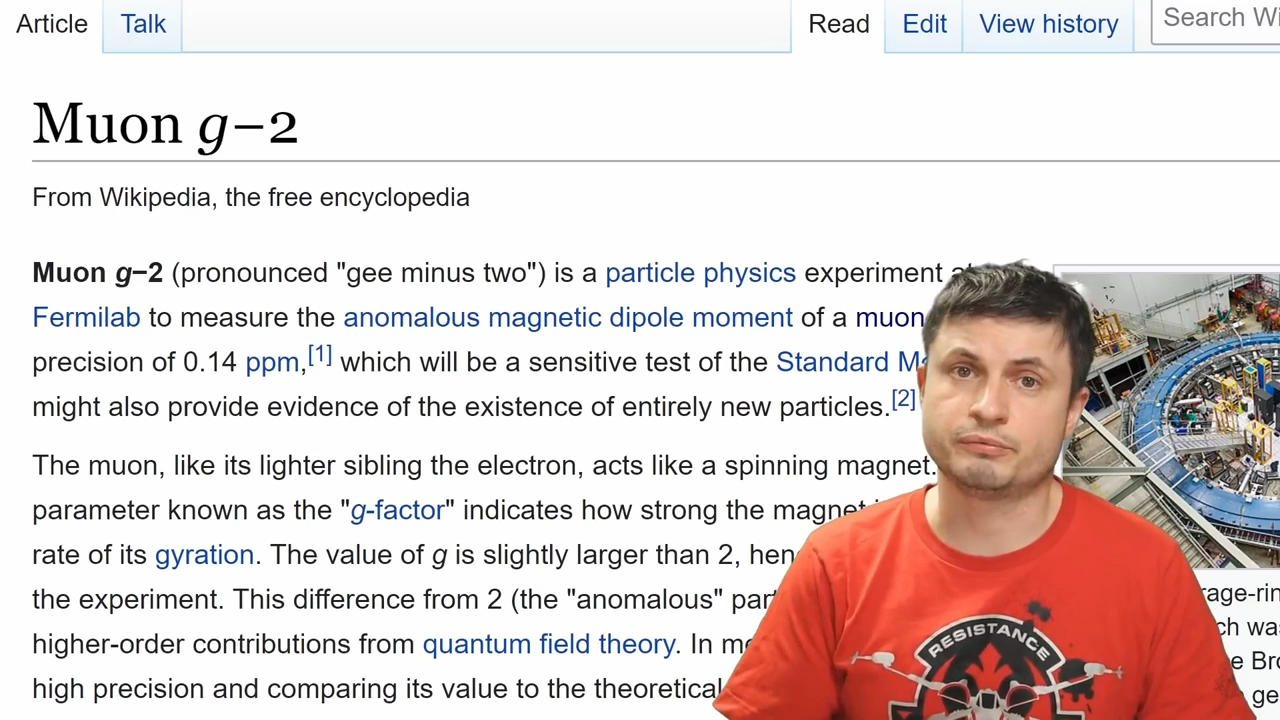 Article Talk Read Edit View history Search
Muon g−2
From Wikipedia, the free encyclopedia
Muon g−2 (pronounced "gee minus two") is a particle physics experiment at
Fermilab to measure the anomalous magnetic dipole moment of a muon
precision of 0.14 ppm,[1] which will be a sensitive test of the Standard
might also provide evidence of the existence of entirely new particles.[2]
The muon, like its lighter sibling the electron, acts like a spinning magnet.
parameter known as the "g-factor" indicates how strong the magnet
rate of its gyration. The value of g is slightly larger than 2,
the experiment. This difference from 2 (the "anomalous"
higher-order contributions from quantum field theory. In
high precision and comparing its value to the theoretical
RESISTANCE